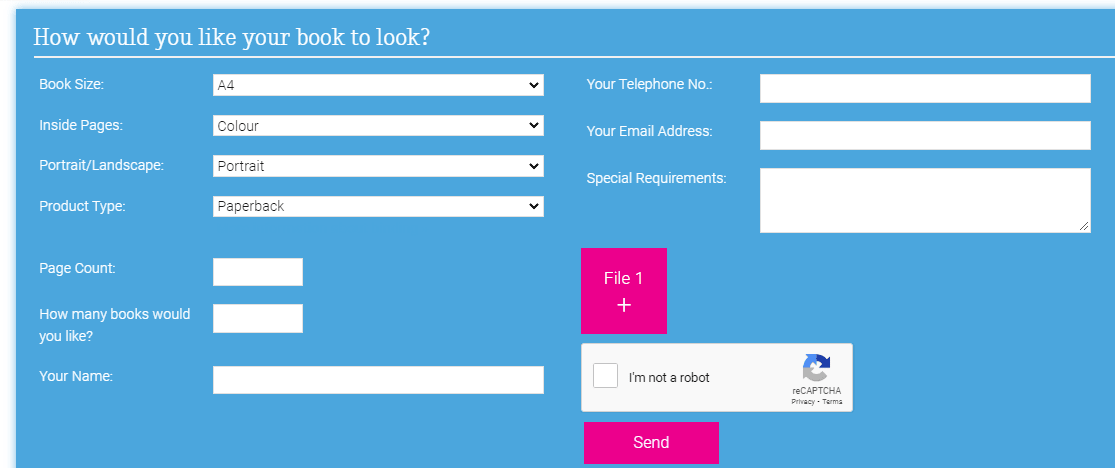 How would you like your book to look?
Book Size:
A4
Inside Pages:
Colour
Portrait/Landscape:
Portrait
Product Type:
Paperback
Page Count:
How many books would
you like?
Your Name:
Your Telephone No.:
Your Email Address:
Special Requirements:
File 1
+
I'm not a robot
reCAPTCHA
Privacy - Terms
Send